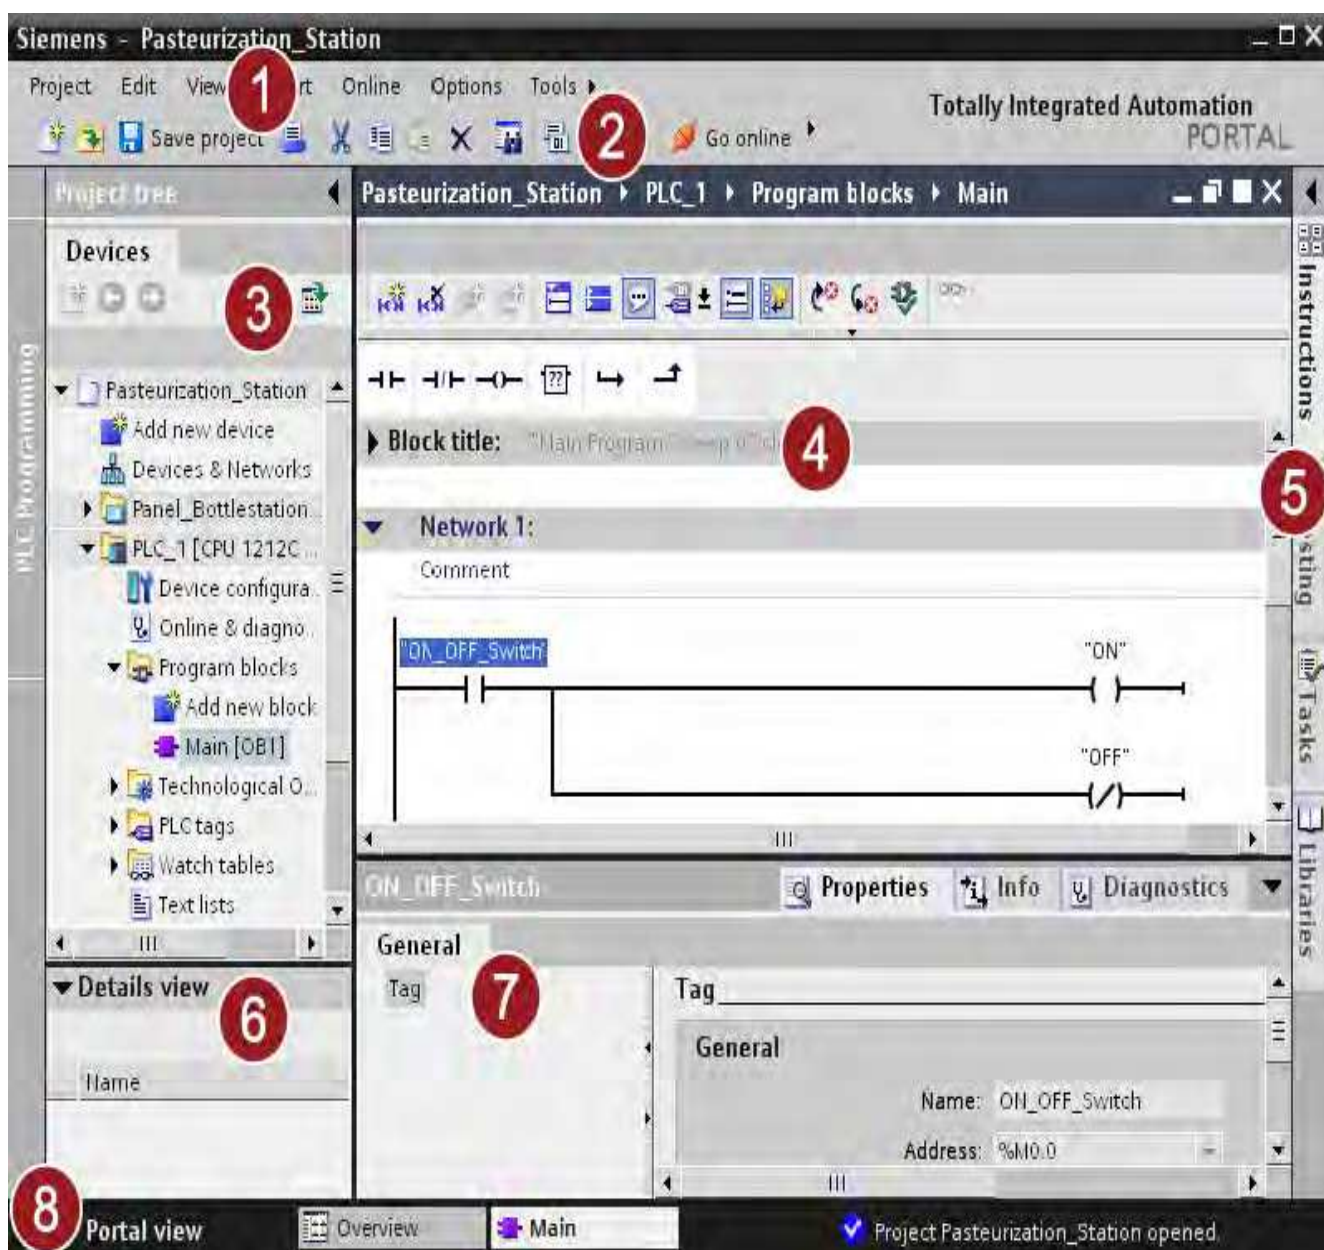 Siemens - Pasteurization_Station
Project Edit View 1 rt Online Options Tools
Totally Integrated Automation
PORTAL
Save project 2 Go online
Project tree
Pasteurization_Station PLC_1 Program blocks Main
Devices
3
PLC Programming
Pasteurization_Station
Add new device
Devices & Networks
Panel_Bottlestation...
PLC_1 [CPU 1212C ...
Device configura..
Online & diagno..
Program blocks
Add new block
Main [OB1]
Technological O...
PLC tags
Watch tables
Text lists
??
Block title: "Main Program Sweep 4
Network 1:
Comment
"ON_OFF_Switch"
"ON"
"OFF"
Instructions
5
sting
Tasks
Libraries
Details view
6
Name
ON_OFF_Switch
Properties Info Diagnostics
General
Tag 7
Tag
General
Name: ON_OFF_Switch
Address: %M0.0
8
Portal view Overview Main Project Pasteurization_Station opened.